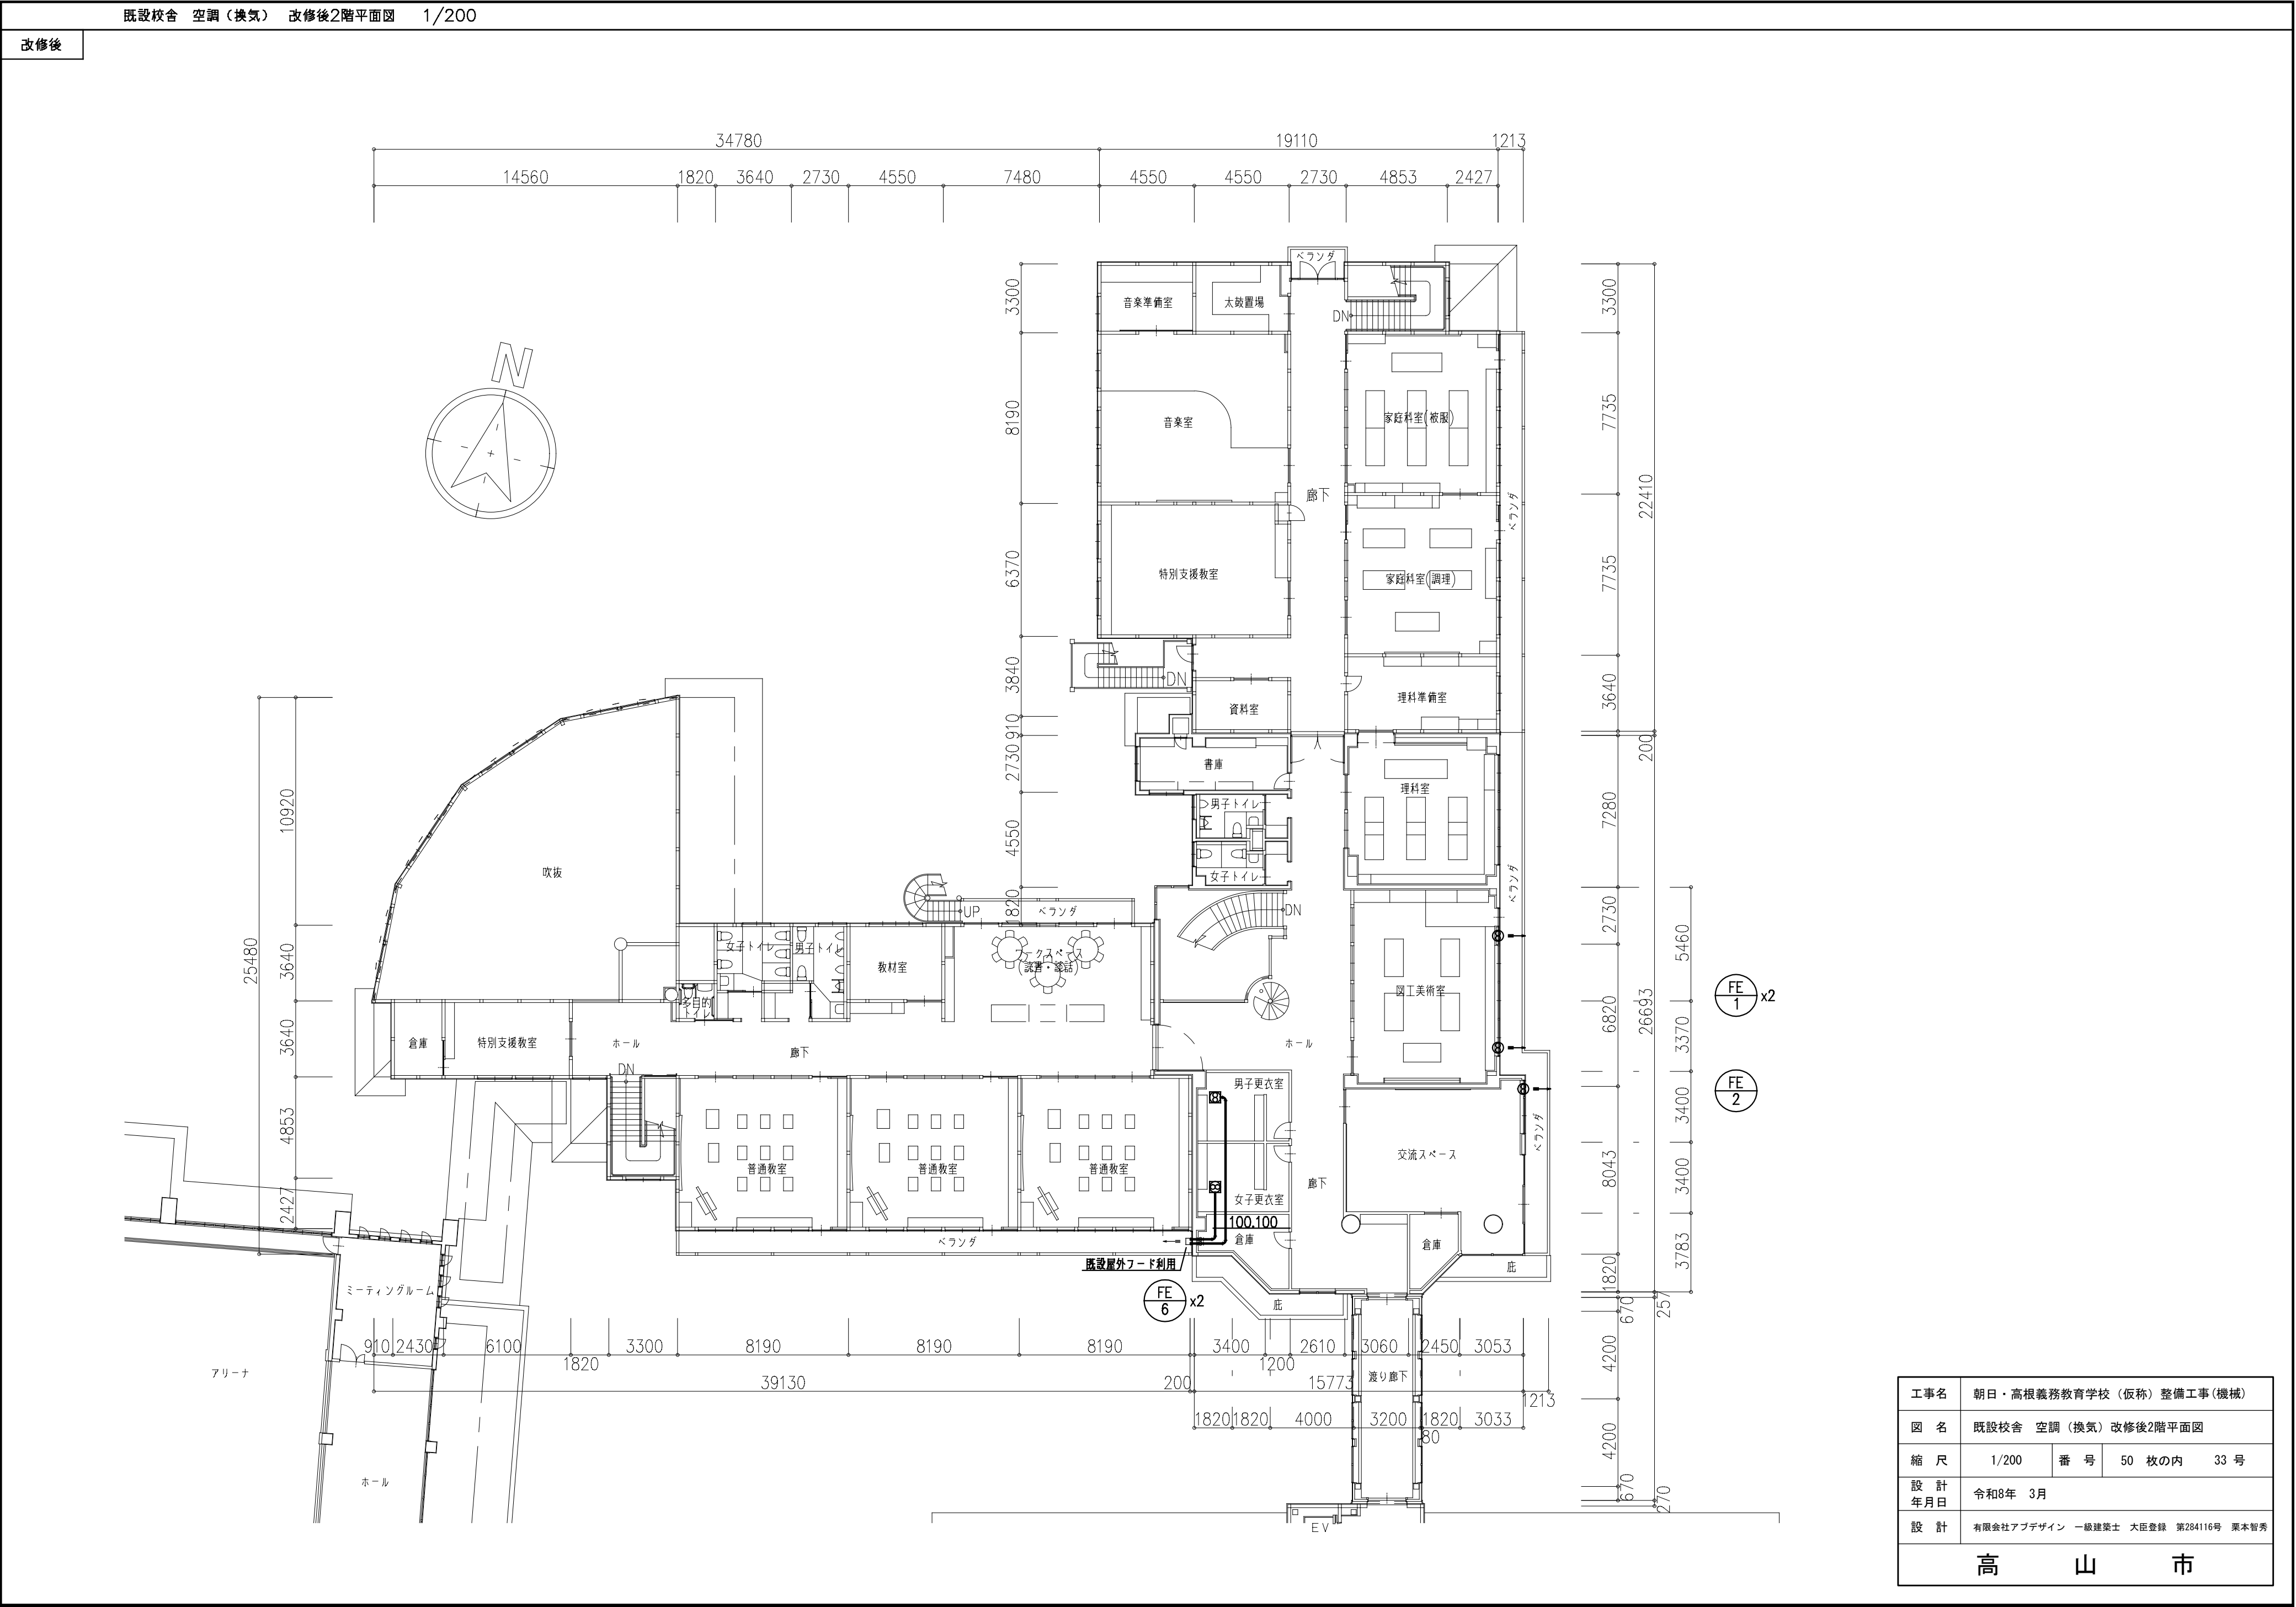 既設校舎　空調（換気）　改修後2階平面図　1/200
改修後
34780
19110
1213
14560
1820
3640
2730
4550
7480
4550
4550
2730
4853
2427
N
ベランダ
音楽準備室
太鼓置場
DN
音楽室
家庭科室(被服)
廊下
ベランダ
特別支援教室
家庭科室(調理)
DN
資料室
理科準備室
書庫
理科室
男子トイレ
女子トイレ
ベランダ
吹抜
UP
ベランダ
DN
女子トイレ
男子トイレ
教材室
ワークスペース
(読書・談話)
多目的
トイレ
図工美術室
倉庫
特別支援教室
ホール
廊下
ホール
DN
男子更衣室
女子更衣室
普通教室
普通教室
普通教室
交流スペース
廊下
ベランダ
100.100
倉庫
倉庫
ベランダ
既設屋外フード利用
庇
庇
FE
6
x2
FE
1
x2
FE
2
ミーティングルーム
アリーナ
ホール
渡り廊下
EV
3300
8190
6370
3840
910
2730
4550
1820
25480
10920
3640
3640
4853
2427
3300
7735
7735
3640
22410
200
7280
2730
6820
8043
1820
26693
5460
3370
3400
3400
3783
670
257
4200
4200
670
270
910
2430
6100
1820
3300
8190
8190
8190
3400
1200
2610
3060
2450
3053
39130
200
15773
1213
1820
1820
4000
3200
1820
3033
80
工事名　朝日・高根義務教育学校（仮称）整備工事(機械)
図　名　既設校舎　空調（換気）改修後2階平面図
縮　尺　1/200　番　号　50　枚の内　33 号
設　計
年月日　令和8年　3月
設　計　有限会社アブデザイン　一級建築士　大臣登録　第284116号　栗本智秀
高　山　市